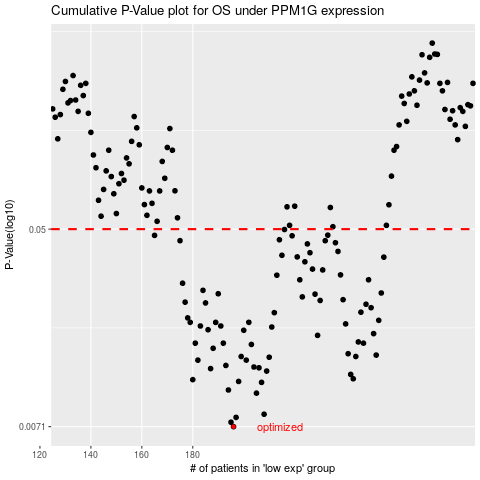 Cumulative P-Value plot for OS under PPM1G expression
P-Value(log10)
0.05
0.0071
optimized
120 140 160 180
# of patients in 'low exp' group